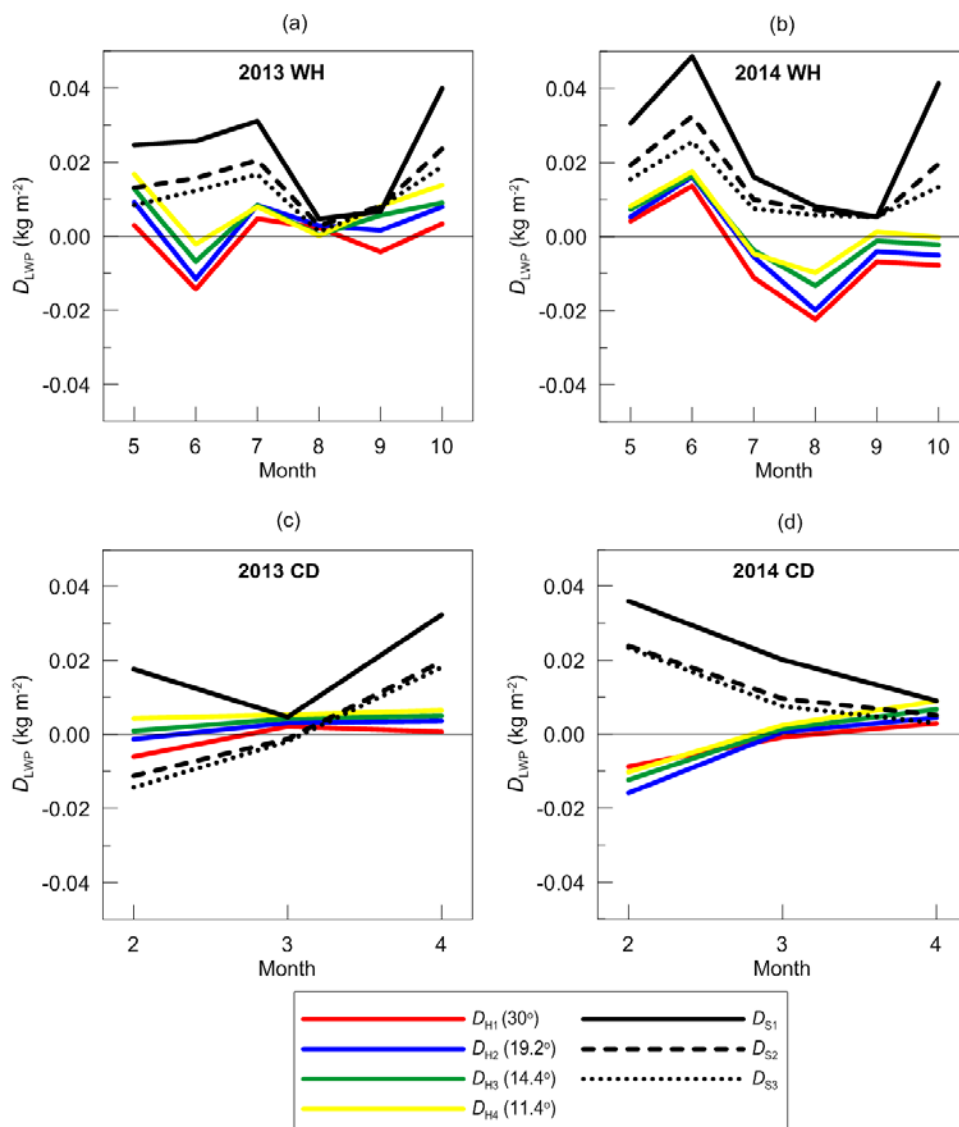 (a)
2013 WH
0.04
0.02
0.00
-0.02
-0.04
D_LWP (kg m⁻²)
5 6 7 8 9 10
Month
(b)
2014 WH
0.04
0.02
0.00
-0.02
-0.04
D_LWP (kg m⁻²)
5 6 7 8 9 10
Month
(c)
2013 CD
0.04
0.02
0.00
-0.02
-0.04
D_LWP (kg m⁻²)
2 3 4
Month
(d)
2014 CD
0.04
0.02
0.00
-0.02
-0.04
D_LWP (kg m⁻²)
2 3 4
Month
D_H1 (30°)
D_H2 (19.2°)
D_H3 (14.4°)
D_H4 (11.4°)
D_S1
D_S2
D_S3